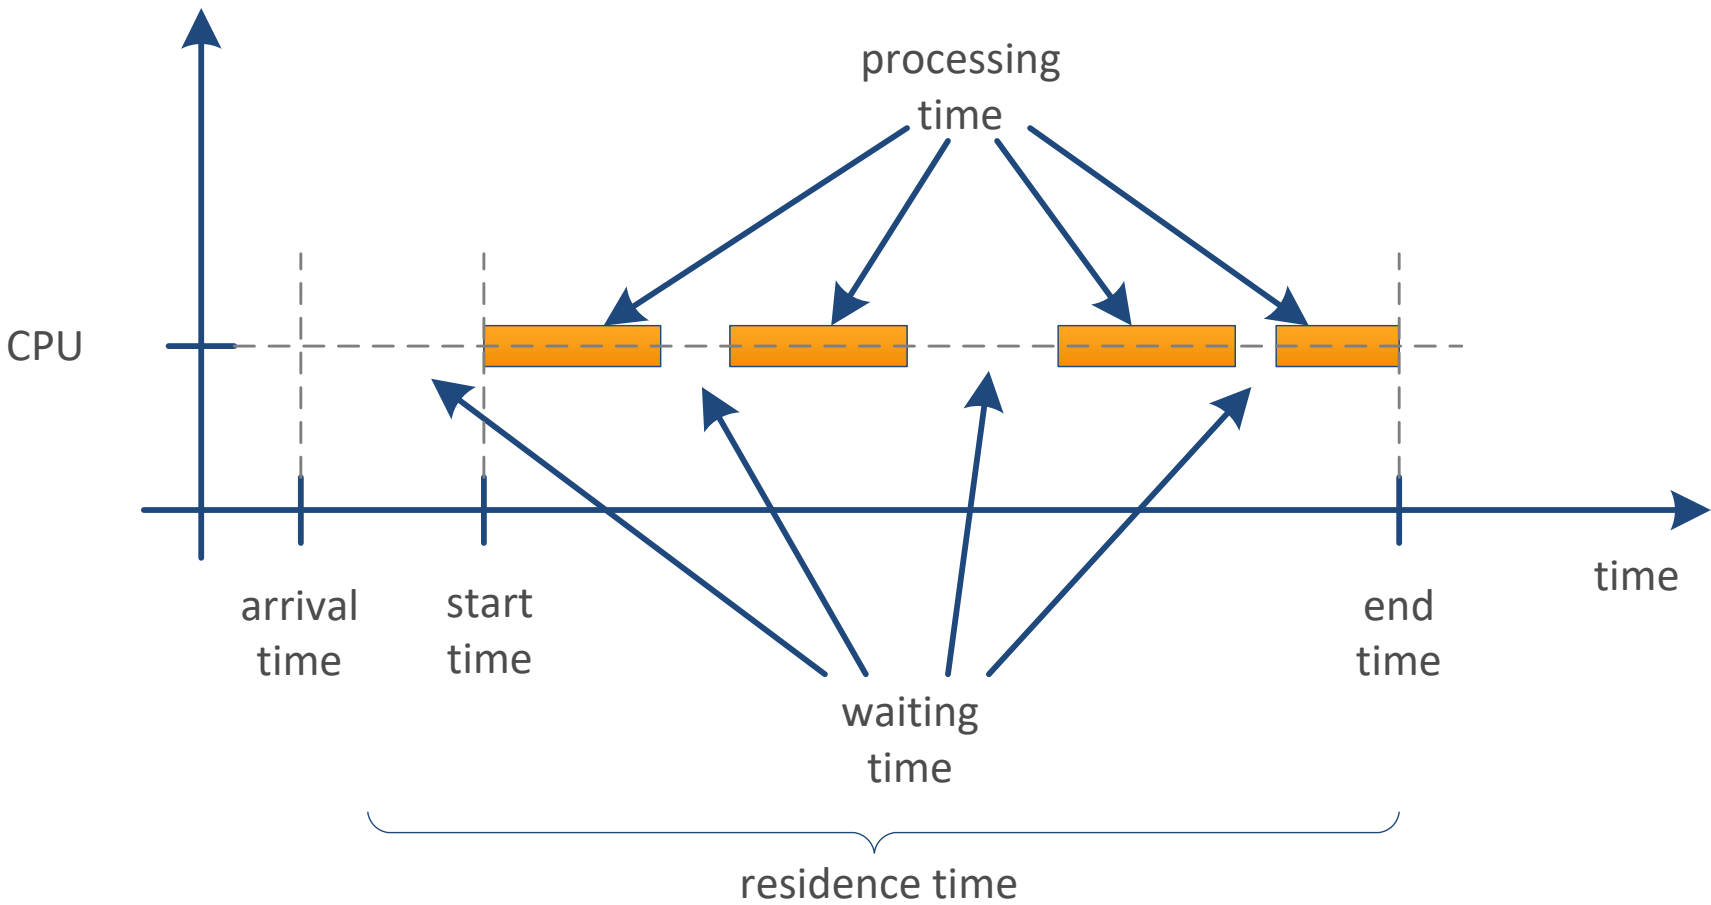 processing
time
CPU
time
arrival
time
start
time
end
time
waiting
time
residence time